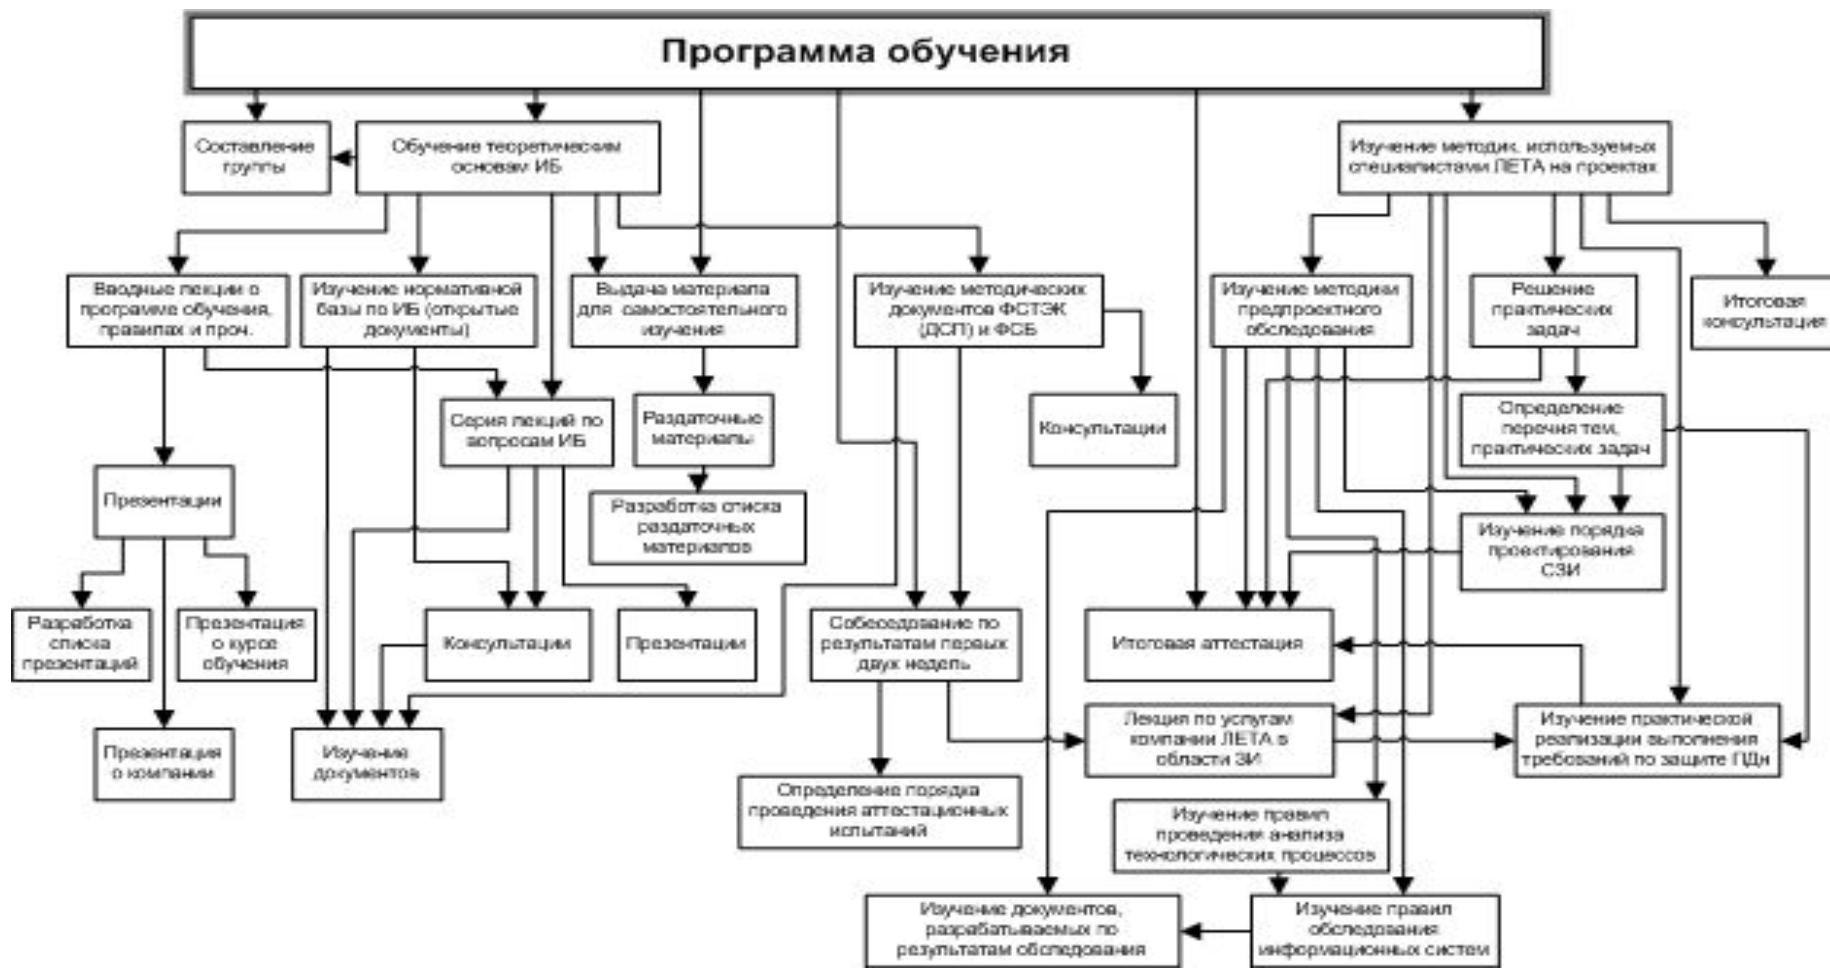 Программа обучения
Составление
группы
Обучение теоретическим
основам ИБ
Изучение методик, используемых
специалистами ЛЕТА на проектах
Вводные лекции о
программе обучения,
правилах и проч.
Изучение нормативной
базы по ИБ (открытые
документы)
Выдача материала
для самостоятельного
изучения
Изучение методических
документов ФСТЭК
(ДСП) и ФСБ
Изучение методики
предпроектного
обследования
Решение
практических
задач
Итоговая
консультация
Серия лекций по
вопросам ИБ
Раздаточные
материалы
Консультации
Определение
перечня тем,
практических задач
Презентации
Разработка списка
раздаточных
материалов
Изучение порядка
проектирования
СЗИ
Разработка
списка
презентаций
Презентация
о курсе
обучения
Консультации
Презентации
Собеседование по
результатам первых
двух недель
Итоговая аттестация
Презентация
о компании
Изучение
документов
Лекция по услугам
компании ЛЕТА в
области ЗИ
Изучение практической
реализации выполнения
требований по защите ПДн
Определение порядка
проведения аттестационных
испытаний
Изучение правил
проведения анализа
технологических процессов
Изучение документов,
разрабатываемых по
результатам обследования
Изучение правил
обследования
информационных систем